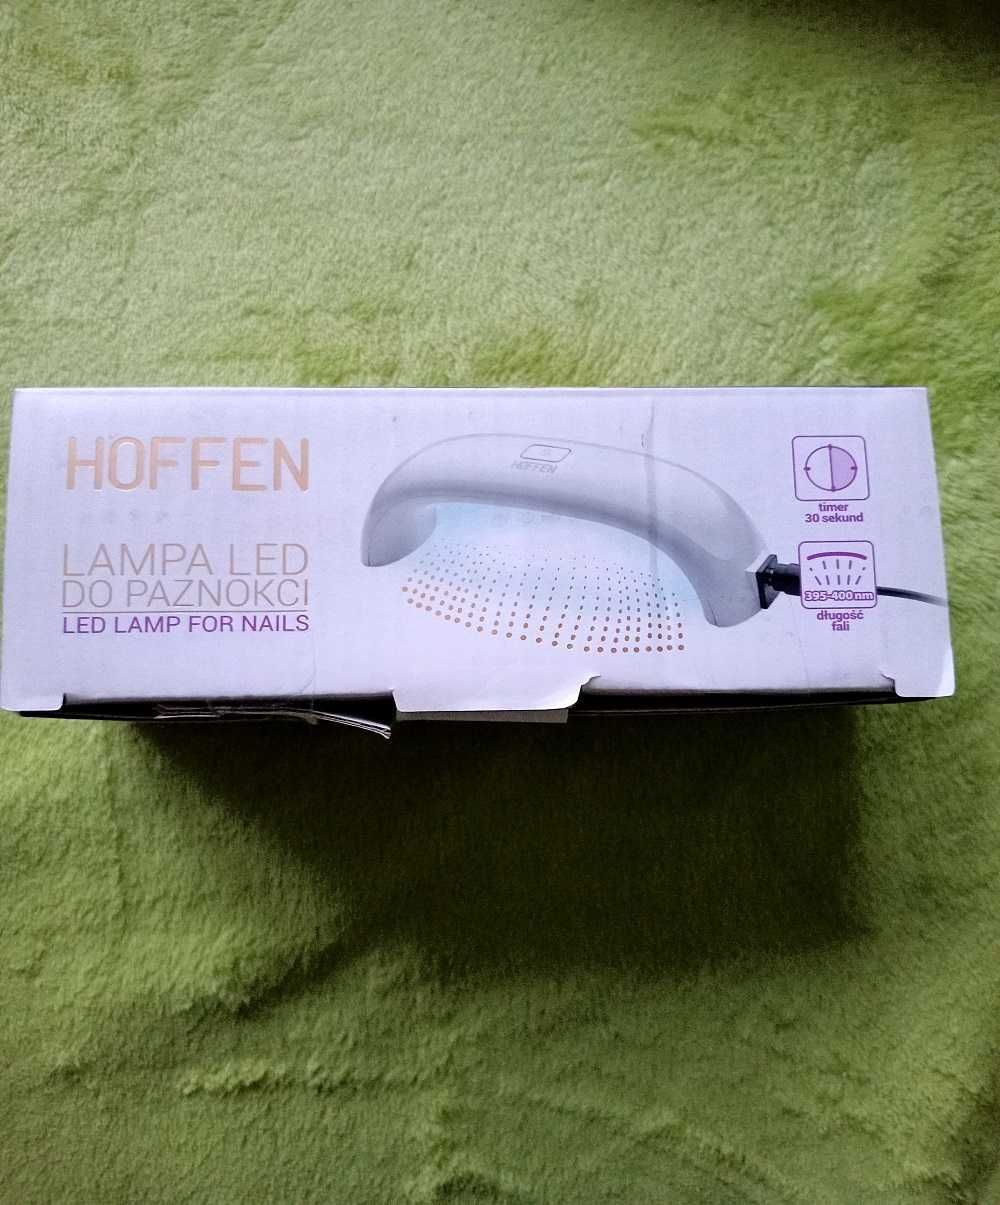 HOFFEN
LAMPA LED
DO PAZNOKCI
LED LAMP FOR NAILS
HOFFEN
timer
30 sekund
395-400 nm
długość
fali